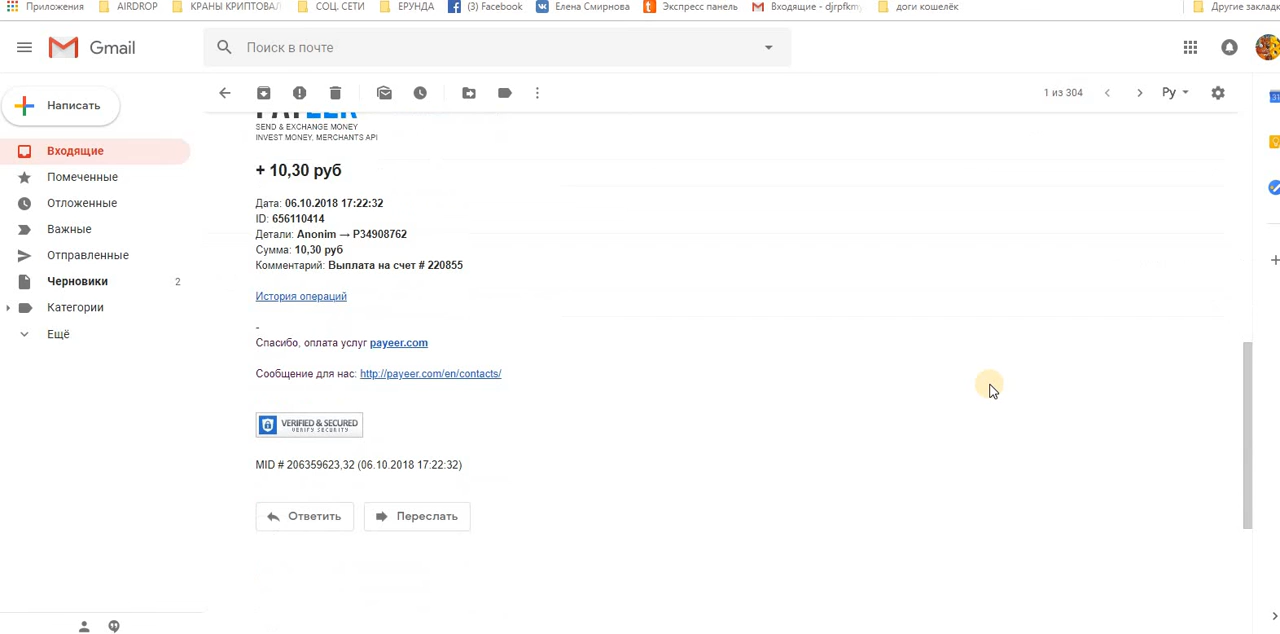 Приложения AIRDROP КРАНЫ КРИПТОВАЛ СОЦ. СЕТИ ЕРУНДА (3) Facebook Елена Смирнова Экспресс панель Входящие - djrpfkmy доги кошелёк Другие закладк
Gmail Поиск в почте
Написать
1 из 304 Ру
Входящие
Помеченные
Отложенные
Важные
Отправленные
Черновики 2
Категории
Ещё
PAYEER
SEND & EXCHANGE MONEY
INVEST MONEY, MERCHANTS API
+ 10,30 руб
Дата: 06.10.2018 17:22:32
ID: 656110414
Детали: Anonim → P34908762
Сумма: 10,30 руб
Комментарий: Выплата на счет # 220855
История операций
-
Спасибо, оплата услуг payeer.com
Сообщение для нас: http://payeer.com/en/contacts/
VERIFIED & SECURED
VERIFY SECURITY
MID # 206359623,32 (06.10.2018 17:22:32)
Ответить Переслать
31